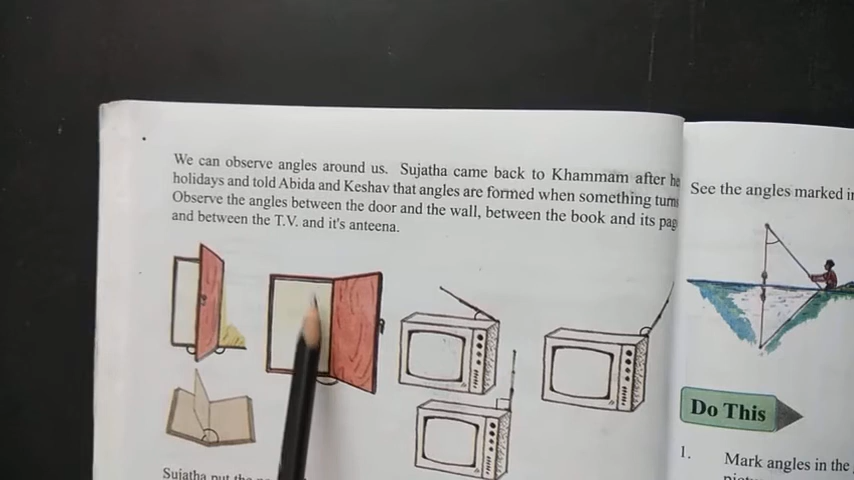 We can observe angles around us. Sujatha came back to Khammam after he
holidays and told Abida and Keshav that angles are formed when something turns
Observe the angles between the door and the wall, between the book and its pag
and between the T.V. and it's anteena.
Sujatha put the
See the angles marked i
Do This
1. Mark angles in the